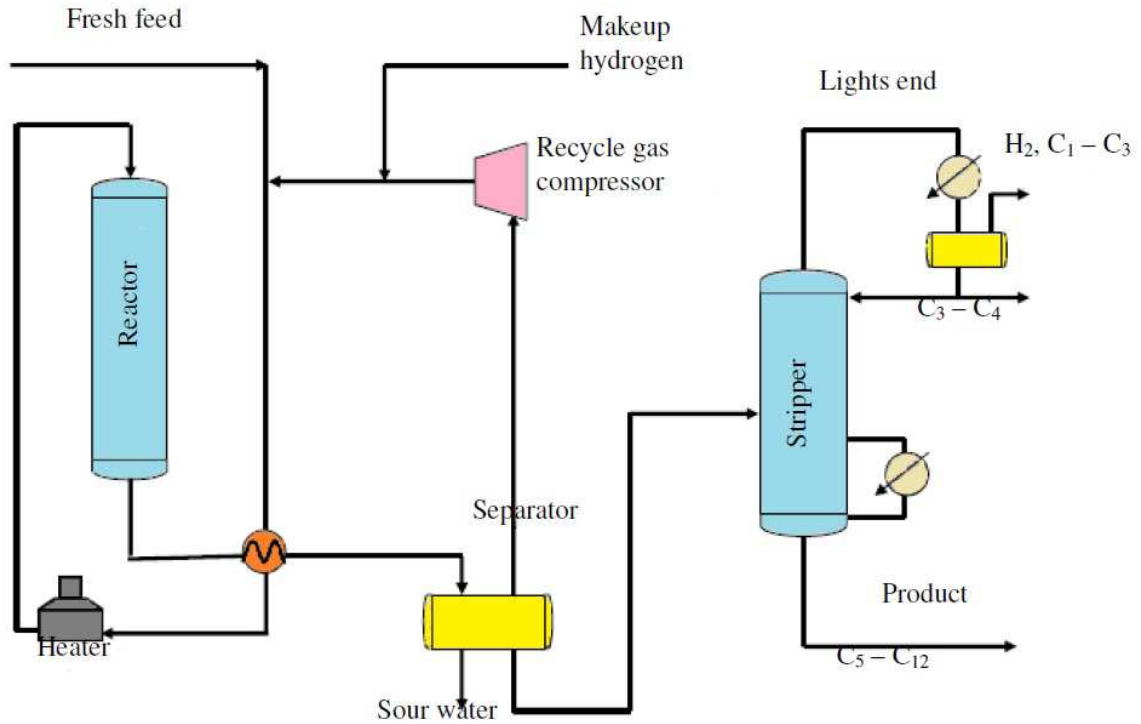 Fresh feed
Makeup
hydrogen
Lights end
H₂, C₁ – C₃
Recycle gas
compressor
Reactor
C₃ – C₄
Stripper
Separator
Product
Heater
C₅ – C₁₂
Sour water